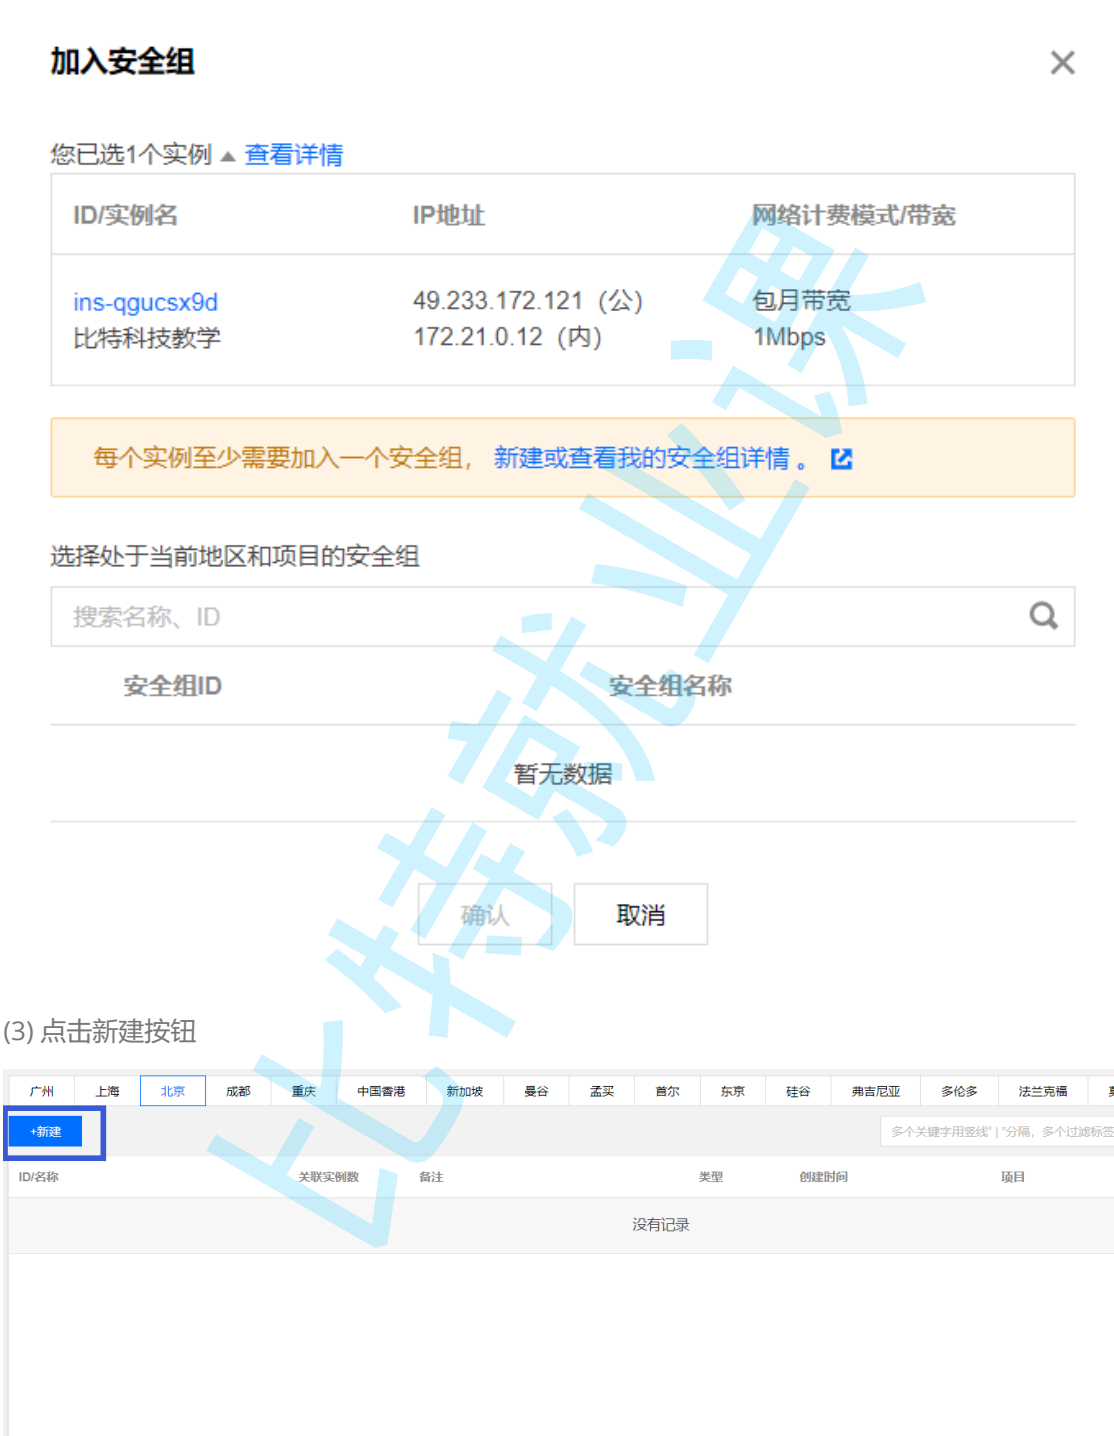 加入安全组
您已选1个实例 查看详情
ID/实例名 IP地址 网络计费模式/带宽
ins-qgucsx9d 49.233.172.121（公） 包月带宽
比特科技教学 172.21.0.12（内） 1Mbps
每个实例至少需要加入一个安全组，新建或查看我的安全组详情。
选择处于当前地区和项目的安全组
搜索名称、ID
安全组ID 安全组名称
暂无数据
确认 取消
(3) 点击新建按钮
广州 上海 北京 成都 重庆 中国香港 新加坡 曼谷 孟买 首尔 东京 硅谷 弗吉尼亚 多伦多 法兰克福
+新建 多个关键字用竖线"|"分隔，多个过滤标签
ID/名称 关联实例数 备注 类型 创建时间 项目
没有记录
比特就业课